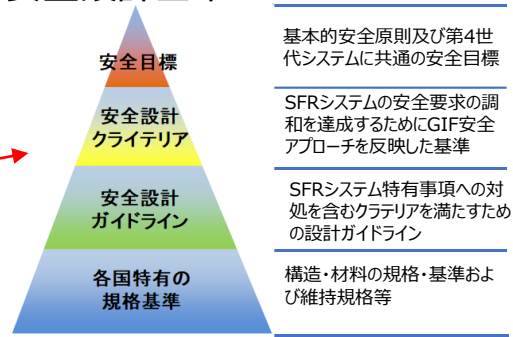 安全目標
基本的安全原則及び第4世
代システムに共通の安全目標
安全設計
クライテリア
SFRシステムの安全要求の調
和を達成するためにGIF安全
アプローチを反映した基準
安全設計
ガイドライン
SFRシステム特有事項への対
処を含むクラテリアを満たすため
の設計ガイドライン
各国特有の
規格基準
構造・材料の規格・基準およ
び維持規格等